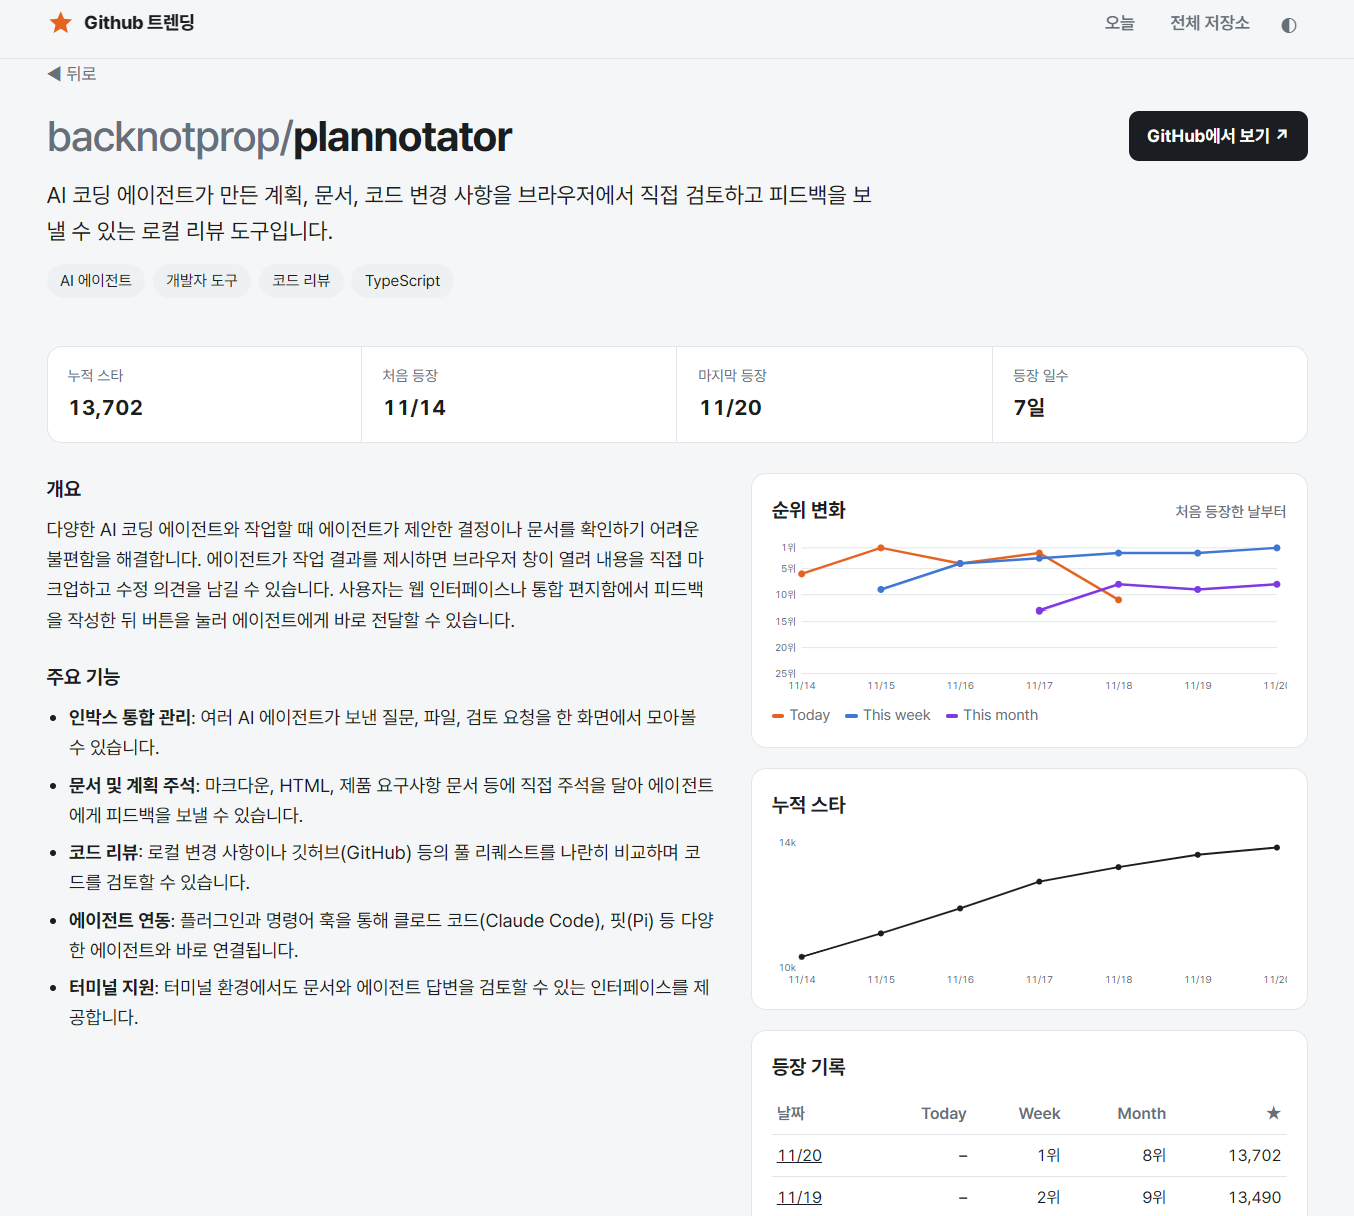 Github 트렌딩
오늘
전체 저장소
◀ 뒤로
backnotprop/plannotator
GitHub에서 보기 ↗
AI 코딩 에이전트가 만든 계획, 문서, 코드 변경 사항을 브라우저에서 직접 검토하고 피드백을 보
낼 수 있는 로컬 리뷰 도구입니다.
AI 에이전트
개발자 도구
코드 리뷰
TypeScript
누적 스타
13,702
처음 등장
11/14
마지막 등장
11/20
등장 일수
7일
개요
다양한 AI 코딩 에이전트와 작업할 때 에이전트가 제안한 결정이나 문서를 확인하기 어려운
불편함을 해결합니다. 에이전트가 작업 결과를 제시하면 브라우저 창이 열려 내용을 직접 마
크업하고 수정 의견을 남길 수 있습니다. 사용자는 웹 인터페이스나 통합 편지함에서 피드백
을 작성한 뒤 버튼을 눌러 에이전트에게 바로 전달할 수 있습니다.
주요 기능
• 인박스 통합 관리: 여러 AI 에이전트가 보낸 질문, 파일, 검토 요청을 한 화면에서 모아볼
수 있습니다.
• 문서 및 계획 주석: 마크다운, HTML, 제품 요구사항 문서 등에 직접 주석을 달아 에이전트
에게 피드백을 보낼 수 있습니다.
• 코드 리뷰: 로컬 변경 사항이나 깃허브(GitHub) 등의 풀 리퀘스트를 나란히 비교하며 코
드를 검토할 수 있습니다.
• 에이전트 연동: 플러그인과 명령어 훅을 통해 클로드 코드(Claude Code), 핏(Pi) 등 다양
한 에이전트와 바로 연결됩니다.
• 터미널 지원: 터미널 환경에서도 문서와 에이전트 답변을 검토할 수 있는 인터페이스를 제
공합니다.
순위 변화
처음 등장한 날부터
1위
5위
10위
15위
20위
25위
11/14 11/15 11/16 11/17 11/18 11/19 11/20
Today This week This month
누적 스타
14k
10k
11/14 11/15 11/16 11/17 11/18 11/19 11/20
등장 기록
날짜 Today Week Month ★
11/20 – 1위 8위 13,702
11/19 – 2위 9위 13,490